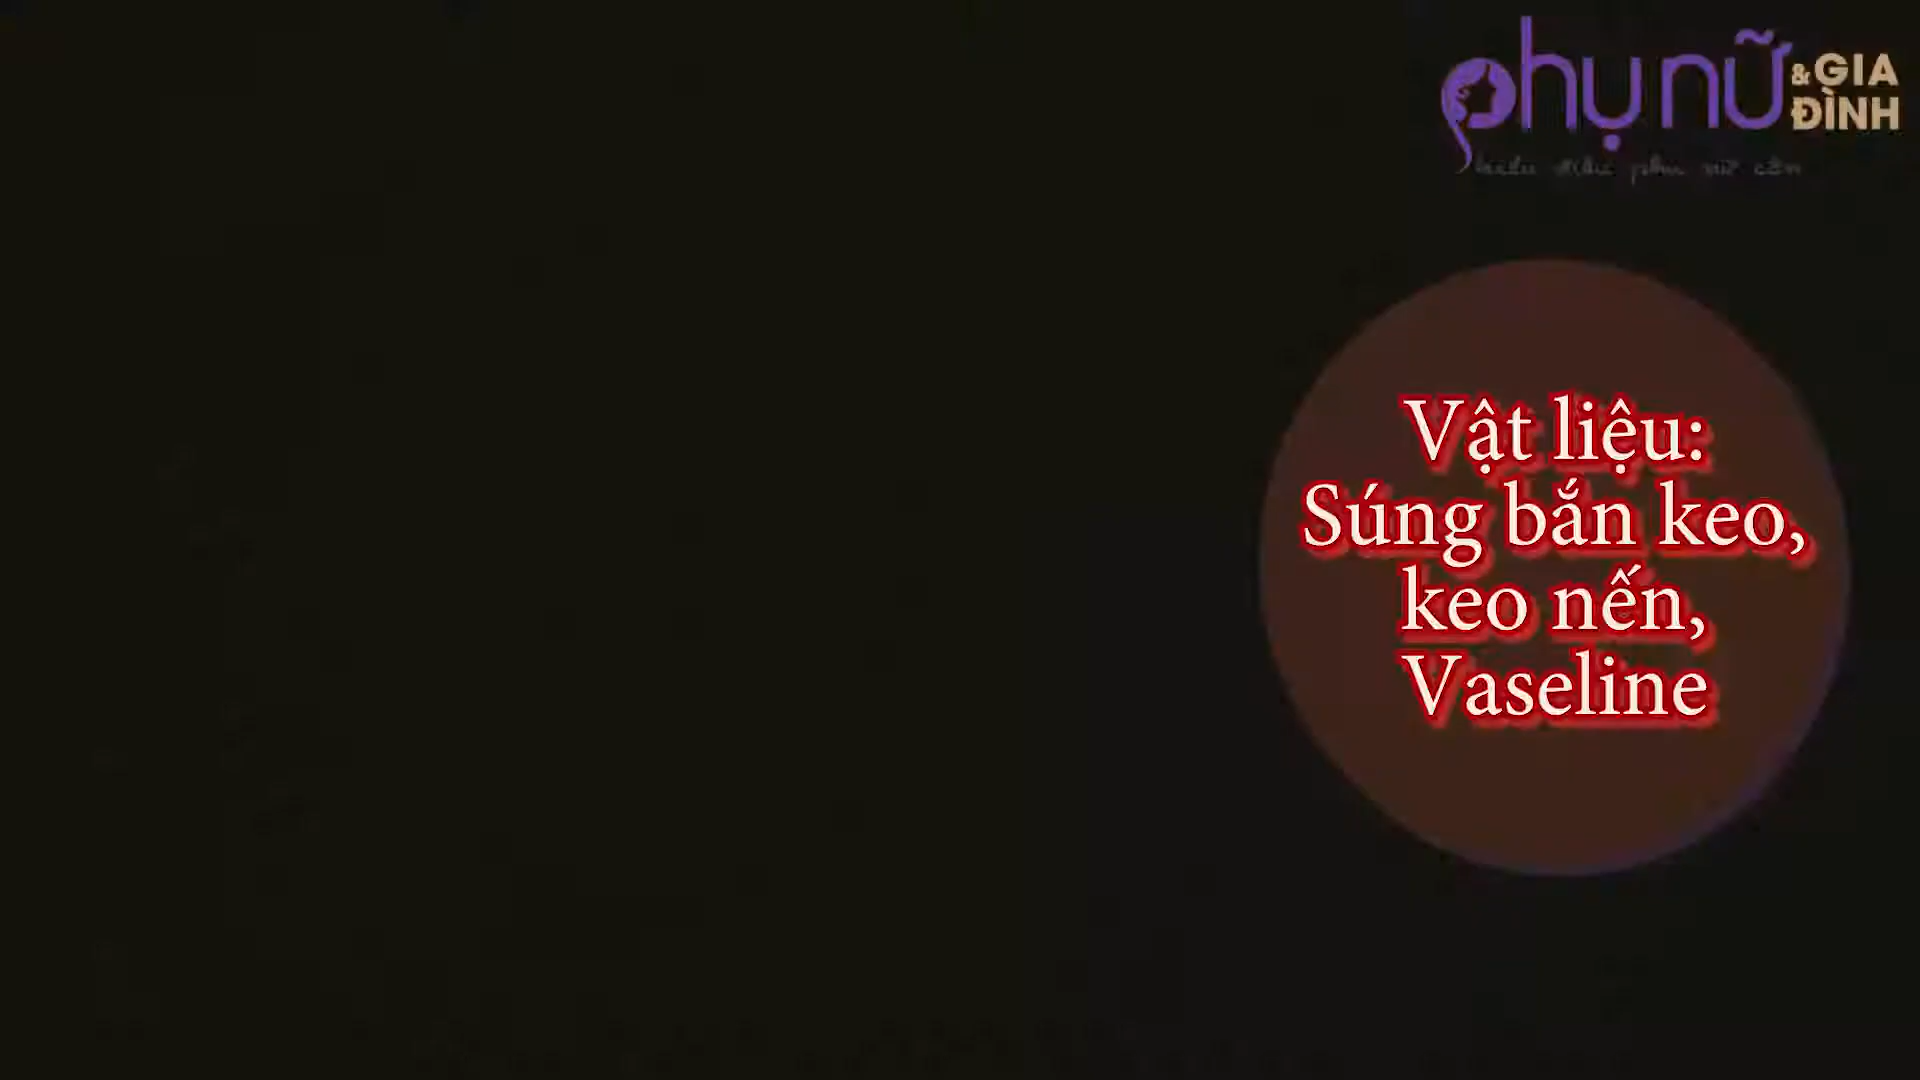 phụ nữ & GIA ĐÌNH
Vật liệu:
Súng bắn keo,
keo nến,
Vaseline